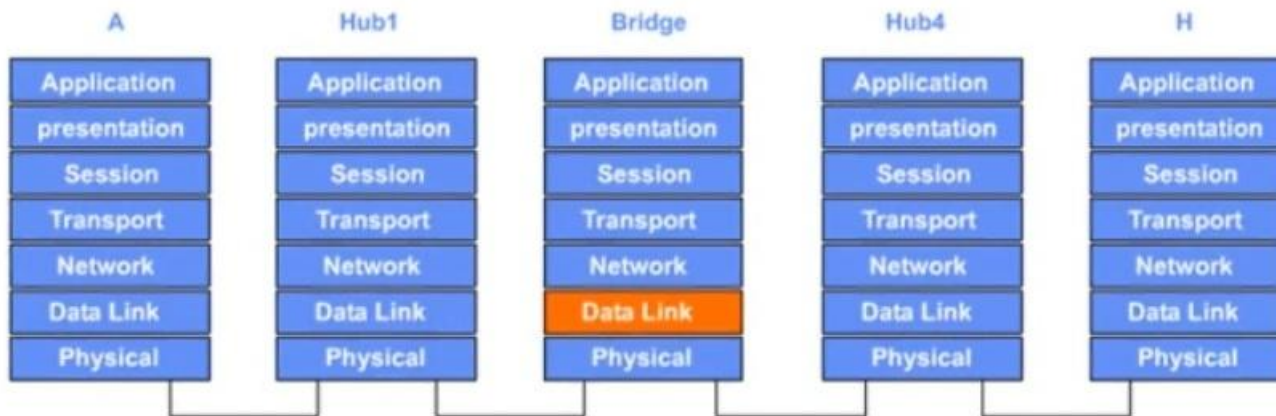 A Hub1 Bridge Hub4 H
Application Application Application Application Application
presentation presentation presentation presentation presentation
Session Session Session Session Session
Transport Transport Transport Transport Transport
Network Network Network Network Network
Data Link Data Link Data Link Data Link Data Link
Physical Physical Physical Physical Physical